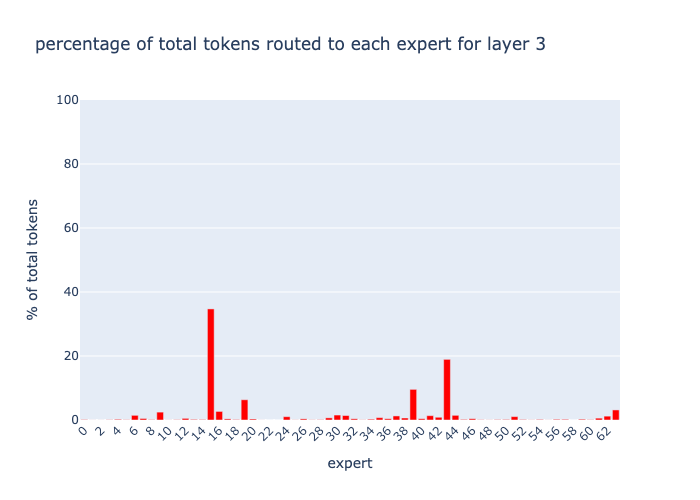 percentage of total tokens routed to each expert for layer 3
100
80
60
40
20
0
% of total tokens
0 2 4 6 8 10 12 14 16 18 20 22 24 26 28 30 32 34 36 38 40 42 44 46 48 50 52 54 56 58 60 62
expert